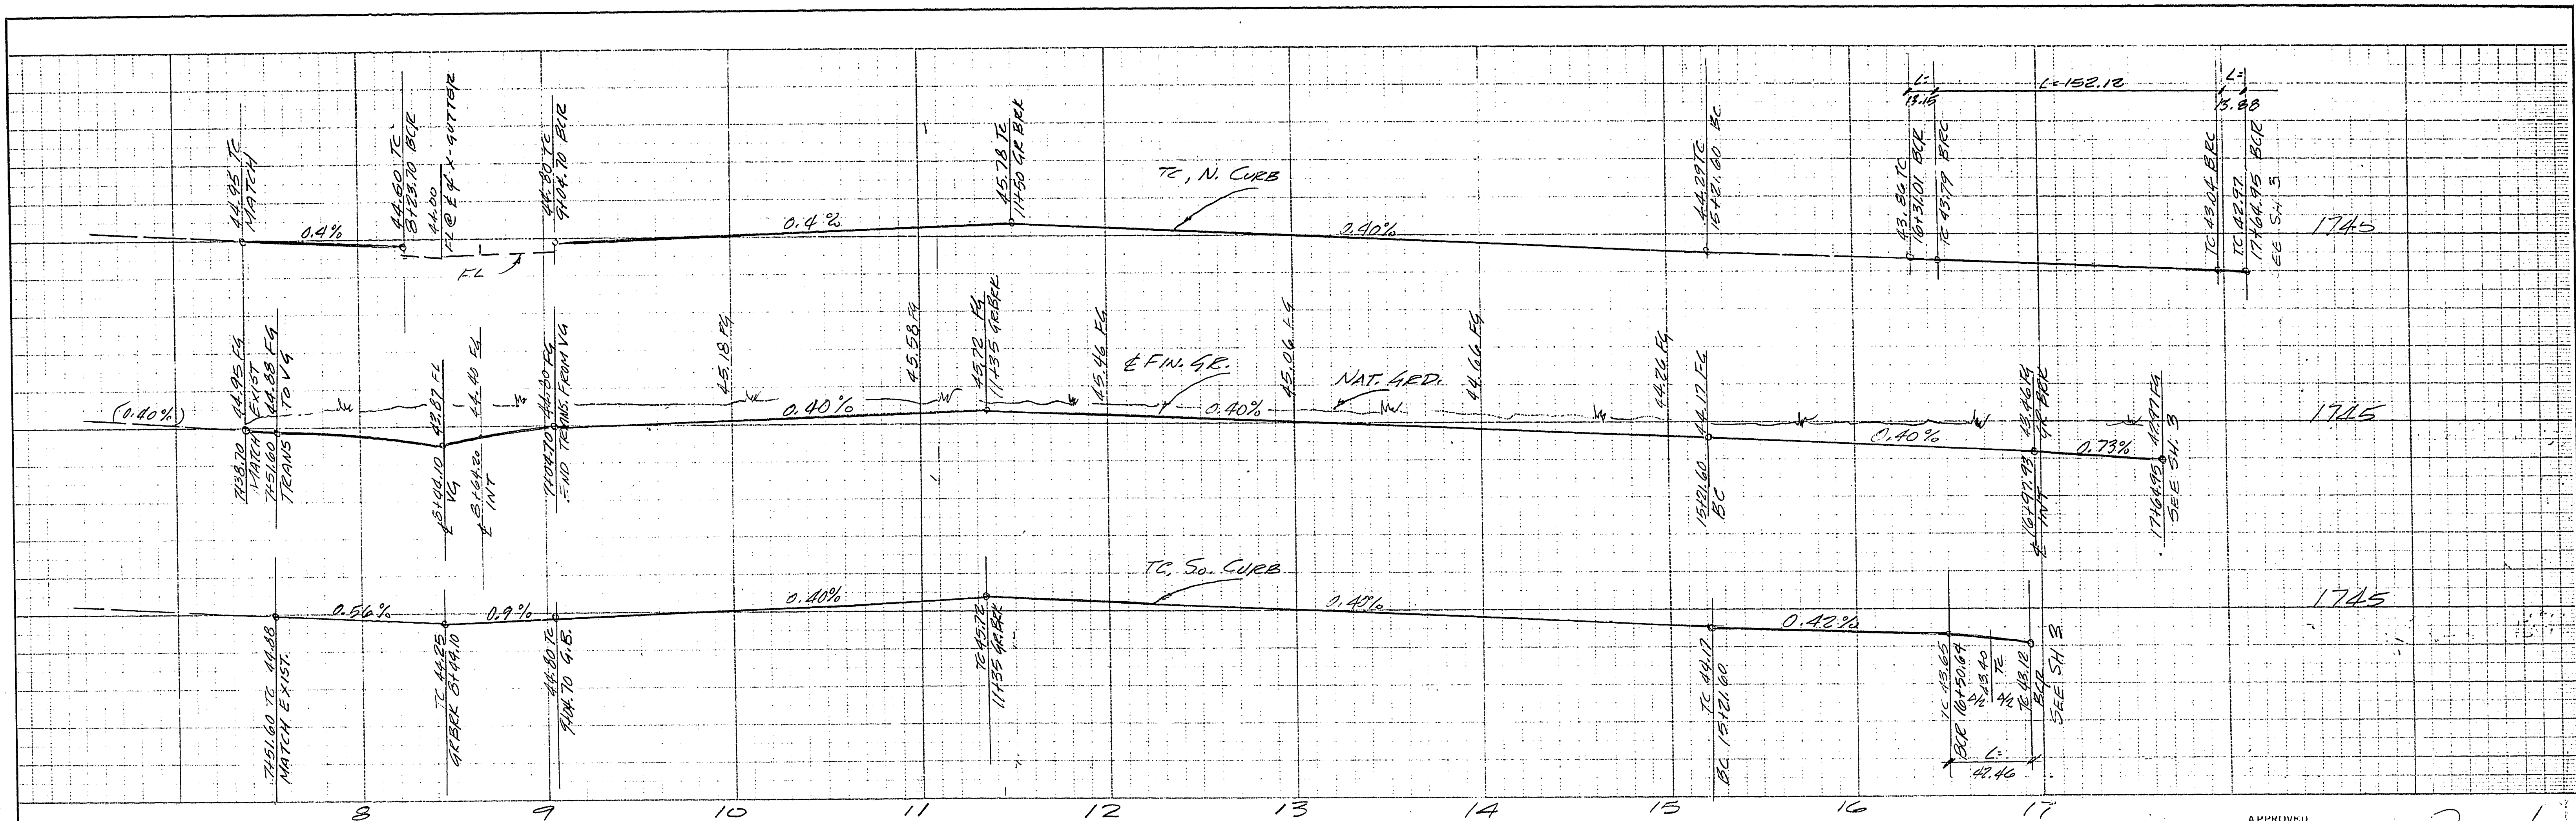 44.95 TC
MATCH
0.4%
44.60 TC
8+23.70 BCR
44.00
FL @ ℄ of X-GUTTER
FL
44.80 TC
9+04.70 BCR
0.4%
45.78 TC
11+50 GR BRK
TC, N. CURB
0.40%
44.29 TC
15+21.60 BC
L=
13.15
L=152.12
L=
13.88
43.86 TC
16+31.01 BCR
TC 43.79 BRC
TC 43.04 BRC
TC 42.97
17+64.95 BCR
SEE SH. 3
1745
(0.40%)
44.95 FG
EXIST
44.88 FG
TO VG
7+38.70
MATCH
7+51.60
TRANS
43.87 FL
8+44.10
℄ VG
44.40 FG
8+64.20
℄ INT
44.80 FG
9+04.70
END TRANS. FROM VG
45.18 FG
0.40%
45.58 FG
45.72 FG
11+35 GR.BRK
45.46 FG
0.40%
℄ FIN. GR.
45.06 FG
NAT. GRD.
44.66 FG
44.26 FG
44.17 FG
15+21.60
BC
0.40%
43.46 FG
GR. BRK
16+97.93
℄ INT
0.73%
42.97 FG
17+64.95
SEE SH. 3
1745
7+51.60 TC 44.88
MATCH EXIST.
0.56%
TC 44.25
GRBRK 8+44.10
0.9%
44.80 TC
9+04.70 G.B.
0.40%
TC 45.72
11+35 GR.BRK
TC, So. CURB
0.40%
TC 44.17
BC 15+21.60
0.42%
TC 43.65
BCR 16+50.64
43.40
TC
Δ/2
Δ/2
TC 43.12
BCR
SEE SH 3
L=
42.46
1745
8 9 10 11 12 13 14 15 16 17
APPROVED